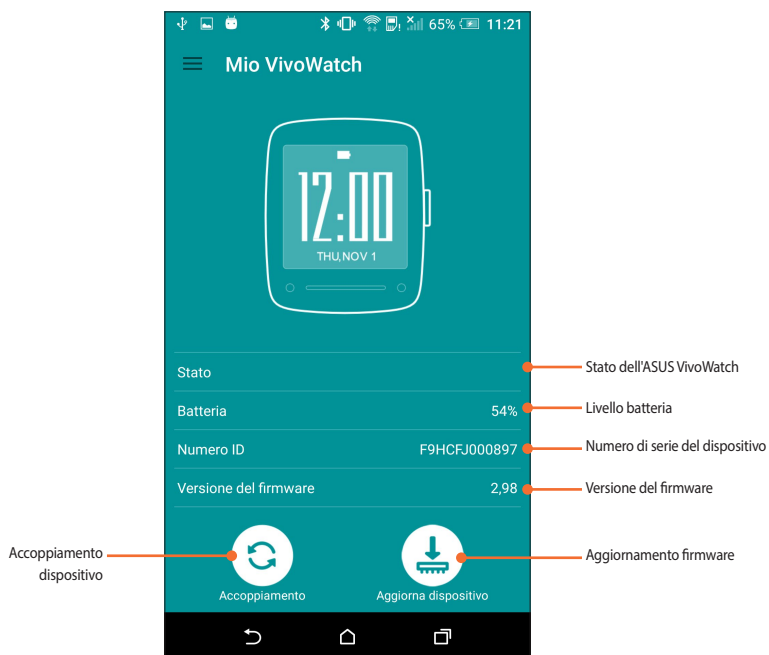 65% 11:21
Mio VivoWatch
12:00
THU,NOV 1
Stato
Stato dell'ASUS VivoWatch
Batteria 54%
Livello batteria
Numero ID F9HCFJ000897
Numero di serie del dispositivo
Versione del firmware 2,98
Versione del firmware
Accoppiamento
dispositivo
Aggiornamento firmware
Accoppiamento
Aggiorna dispositivo